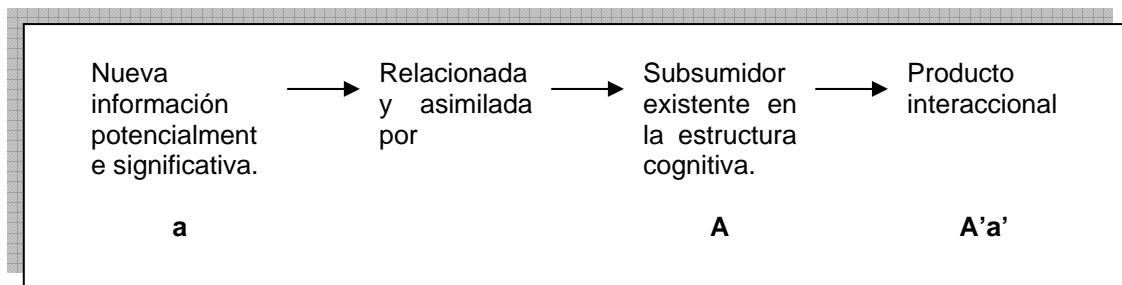 Nueva
información
potencialment
e significativa.
a
Relacionada
y asimilada
por
Subsumidor
existente en
la estructura
cognitiva.
A
Producto
interaccional
A’a’